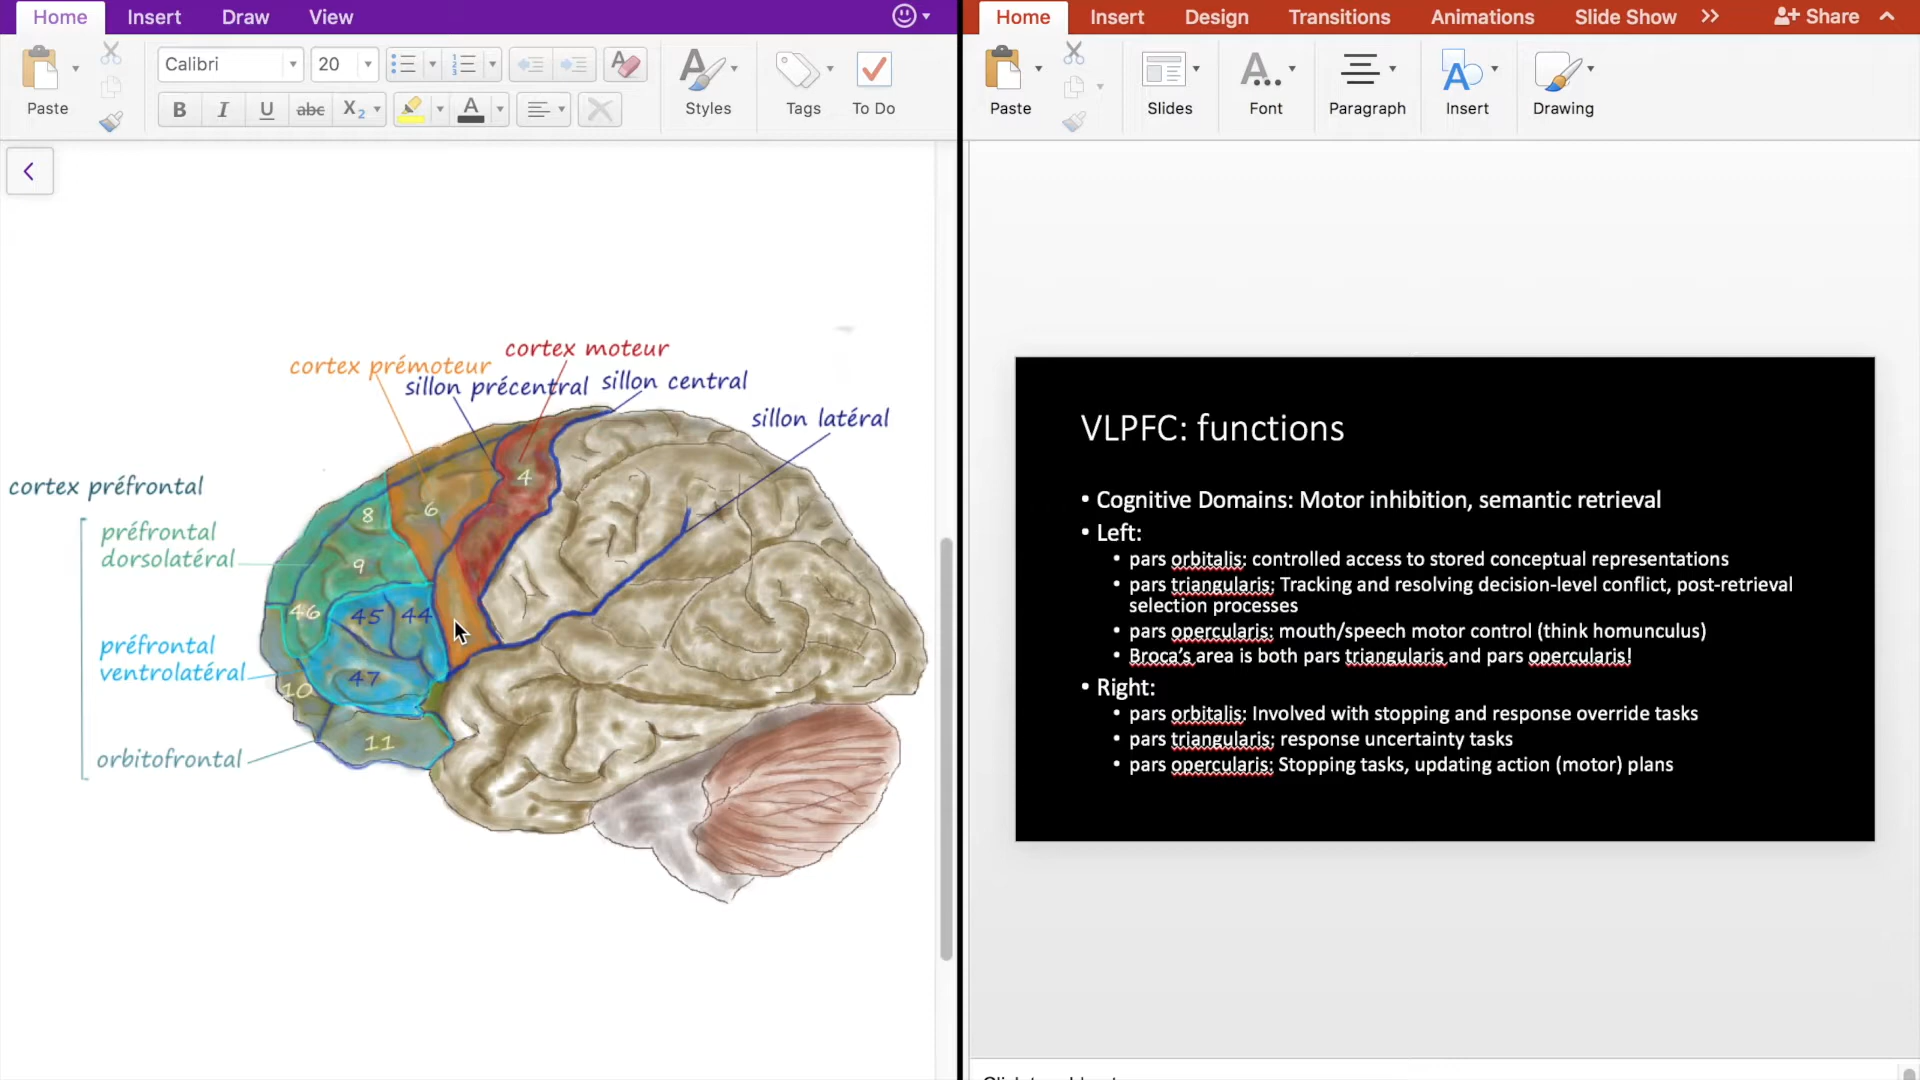 Home Insert Draw View
Calibri 20
Paste
B I U abc X2 A
Styles Tags To Do
cortex moteur
cortex prémoteur
sillon précentral sillon central
sillon latéral
cortex préfrontal
préfrontal
dorsolatéral
préfrontal
ventrolatéral
orbitofrontal
4
6
8
9
46
45 44
47
10
11
Home Insert Design Transitions Animations Slide Show Share
Paste Slides Font Paragraph Insert Drawing
VLPFC: functions
• Cognitive Domains: Motor inhibition, semantic retrieval
• Left:
• pars orbitalis: controlled access to stored conceptual representations
• pars triangularis: Tracking and resolving decision-level conflict, post-retrieval
selection processes
• pars opercularis: mouth/speech motor control (think homunculus)
• Broca's area is both pars triangularis and pars opercularis!
• Right:
• pars orbitalis: Involved with stopping and response override tasks
• pars triangularis: response uncertainty tasks
• pars opercularis: Stopping tasks, updating action (motor) plans